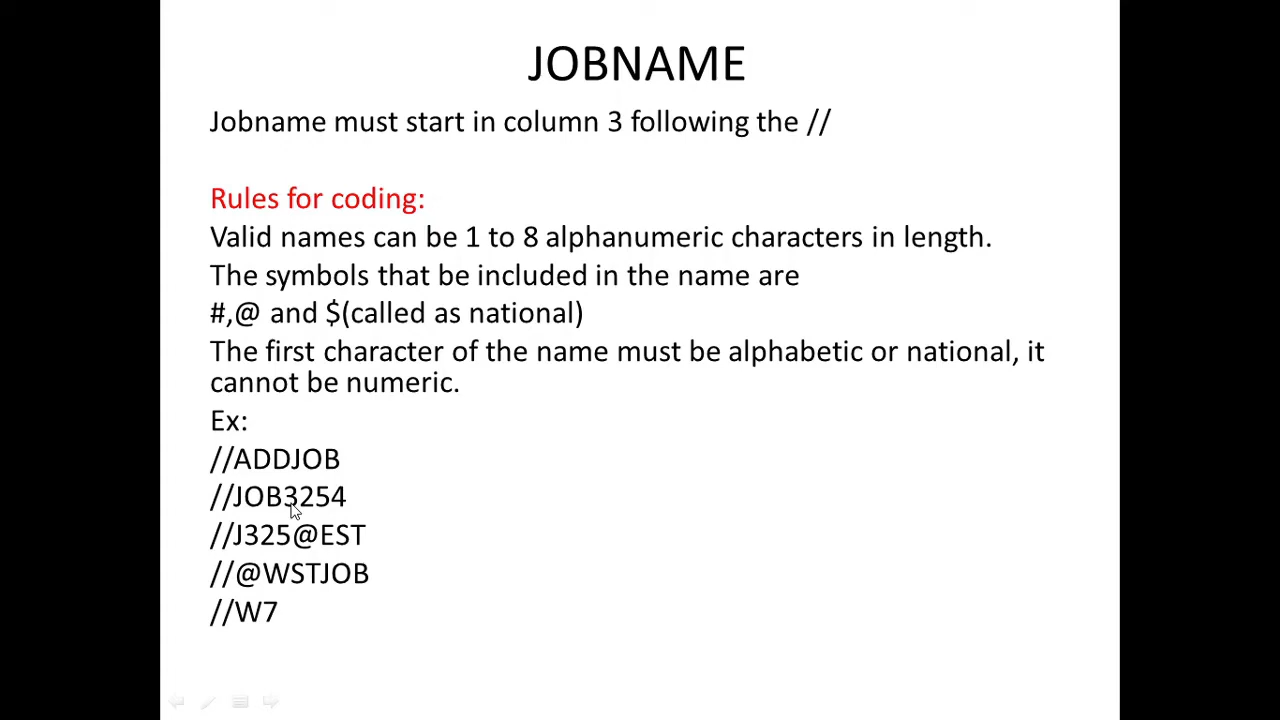 JOBNAME
Jobname must start in column 3 following the //
Rules for coding:
Valid names can be 1 to 8 alphanumeric characters in length.
The symbols that be included in the name are
#,@ and $(called as national)
The first character of the name must be alphabetic or national, it
cannot be numeric.
Ex:
//ADDJOB
//JOB3254
//J325@EST
//@WSTJOB
//W7